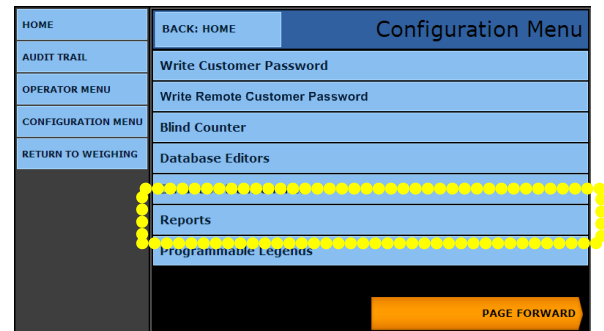 HOME
AUDIT TRAIL
OPERATOR MENU
CONFIGURATION MENU
RETURN TO WEIGHING
BACK: HOME
Configuration Menu
Write Customer Password
Write Remote Customer Password
Blind Counter
Database Editors
Reports
Programmable Legends
PAGE FORWARD